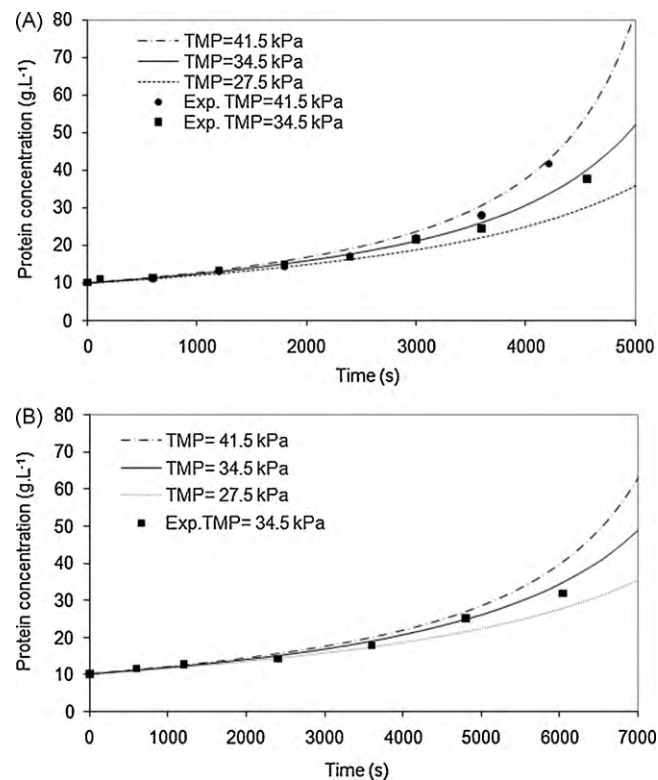 (A)
80
70
60
50
40
30
20
10
0
Protein concentration (g.L-1)
TMP=41.5 kPa
TMP=34.5 kPa
TMP=27.5 kPa
Exp. TMP=41.5 kPa
Exp. TMP=34.5 kPa
0 1000 2000 3000 4000 5000
Time (s)
(B)
80
70
60
50
40
30
20
10
0
Protein concentration (g.L-1)
TMP= 41.5 kPa
TMP= 34.5 kPa
TMP= 27.5 kPa
Exp.TMP= 34.5 kPa
0 1000 2000 3000 4000 5000 6000 7000
Time (s)